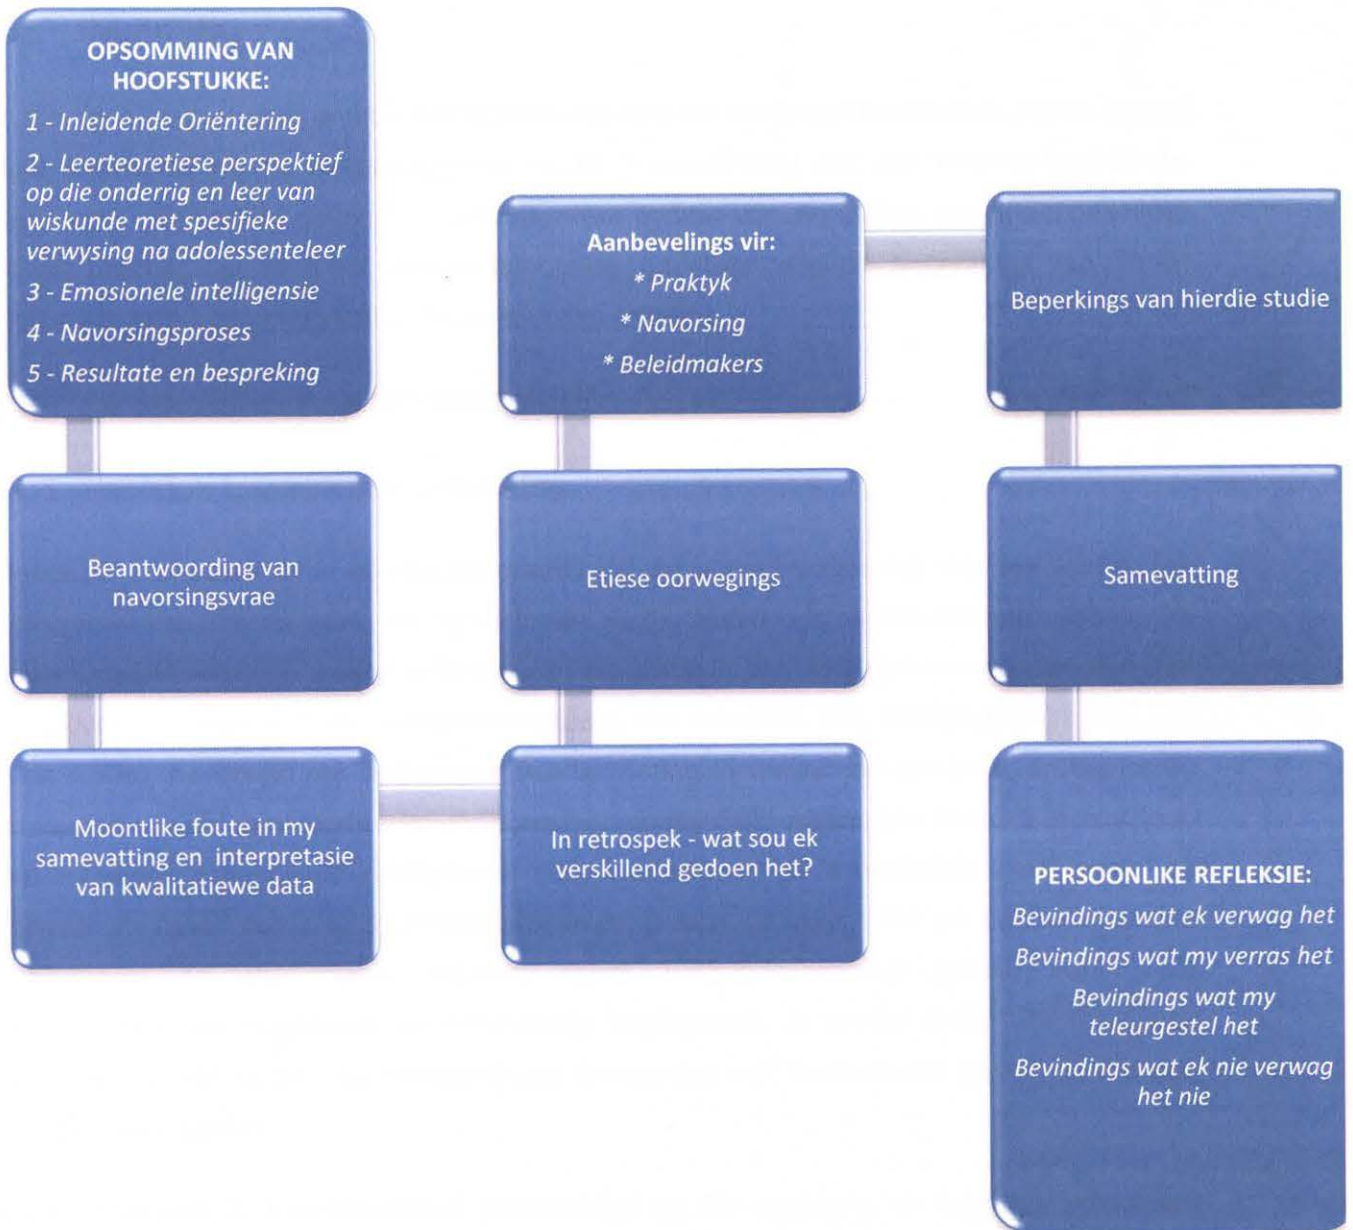 OPSOMMING VAN
HOOFSTUKKE:
1 - Inleidende Oriëntering
2 - Leerteoretiese perspektief
op die onderrig en leer van
wiskunde met spesifieke
verwysing na adolessenteleer
3 - Emosionele intelligensie
4 - Navorsingsproses
5 - Resultate en bespreking
Beantwoording van
navorsingsvrae
Moontlike foute in my
samevatting en interpretasie
van kwalitatiewe data
In retrospek - wat sou ek
verskillend gedoen het?
Etiese oorwegings
Aanbevelings vir:
* Praktyk
* Navorsing
* Beleidmakers
Beperkings van hierdie studie
Samevatting
PERSOONLIKE REFLEKSIE:
Bevindings wat ek verwag het
Bevindings wat my verras het
Bevindings wat my
teleurgestel het
Bevindings wat ek nie verwag
het nie